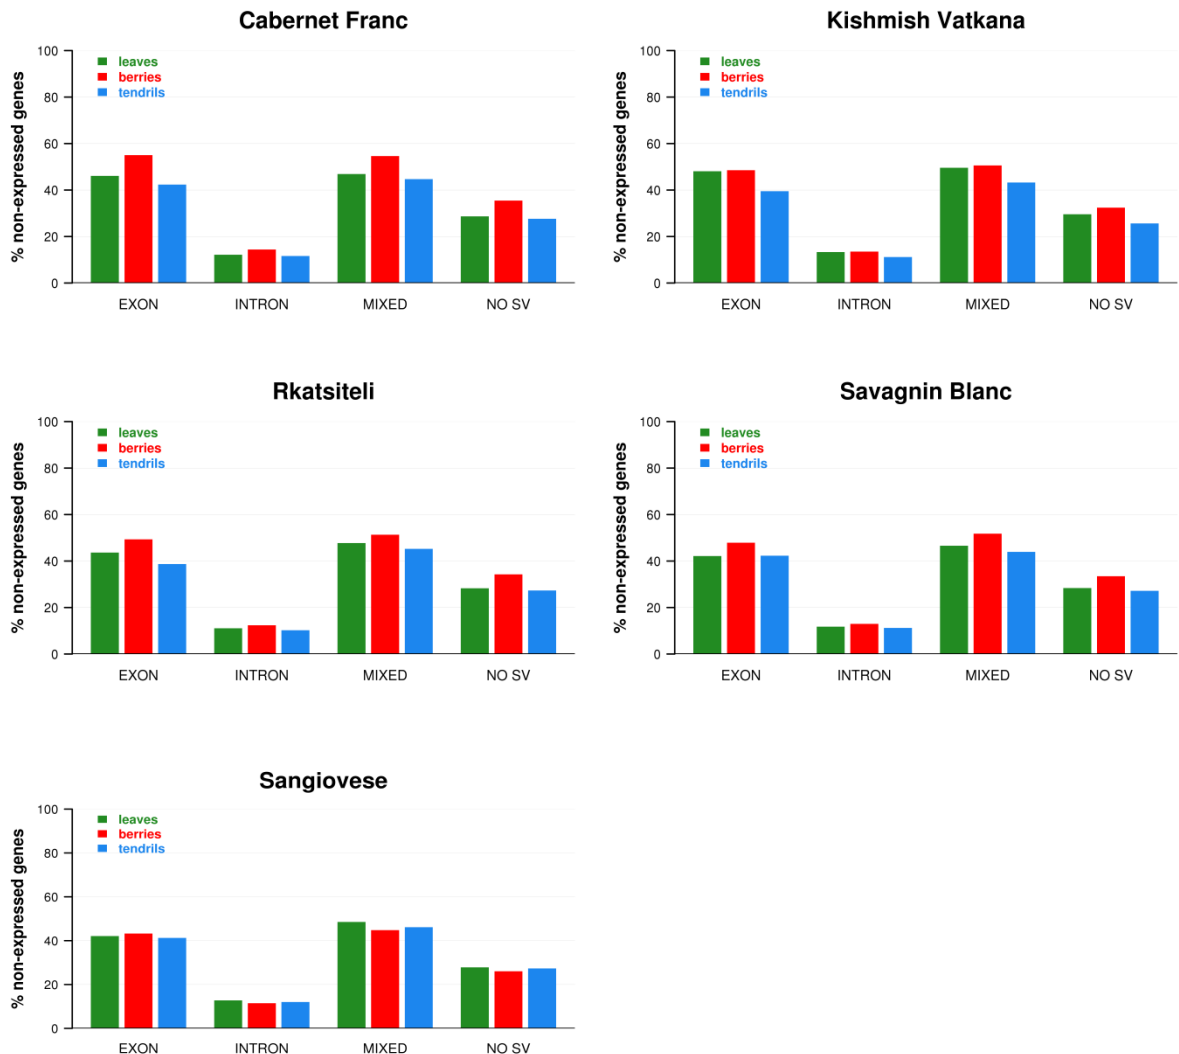 Cabernet Franc
% non-expressed genes
100
80
60
40
20
0
leaves
berries
tendrils
EXON INTRON MIXED NO SV
Kishmish Vatkana
% non-expressed genes
100
80
60
40
20
0
leaves
berries
tendrils
EXON INTRON MIXED NO SV
Rkatsiteli
% non-expressed genes
100
80
60
40
20
0
leaves
berries
tendrils
EXON INTRON MIXED NO SV
Savagnin Blanc
% non-expressed genes
100
80
60
40
20
0
leaves
berries
tendrils
EXON INTRON MIXED NO SV
Sangiovese
% non-expressed genes
100
80
60
40
20
0
leaves
berries
tendrils
EXON INTRON MIXED NO SV